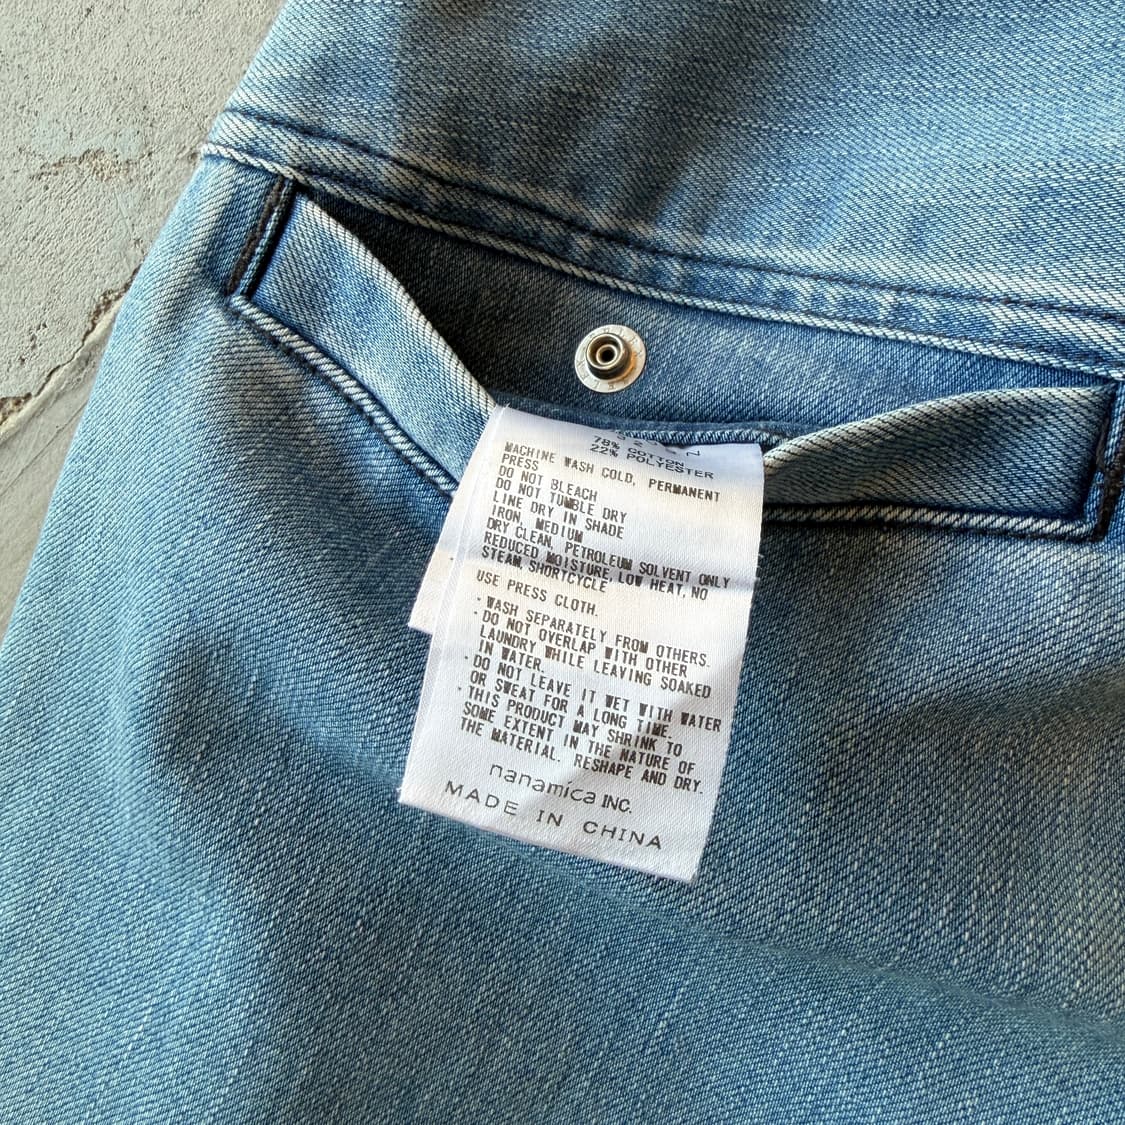 78% COTTON
22% POLYESTER
MACHINE WASH COLD, PERMANENT
PRESS
DO NOT BLEACH
DO NOT TUMBLE DRY
LINE DRY IN SHADE
IRON, MEDIUM
DRY CLEAN, PETROLEUM SOLVENT ONLY
REDUCED MOISTURE, LOW HEAT, NO
STEAM, SHORTCYCLE
USE PRESS CLOTH.
・WASH SEPARATELY FROM OTHERS.
・DO NOT OVERLAP WITH OTHER
LAUNDRY WHILE LEAVING SOAKED
IN WATER.
・DO NOT LEAVE IT WET WITH WATER
OR SWEAT FOR A LONG TIME.
・THIS PRODUCT MAY SHRINK TO
SOME EXTENT IN THE NATURE OF
THE MATERIAL. RESHAPE AND DRY.
nanamica INC.
MADE IN CHINA